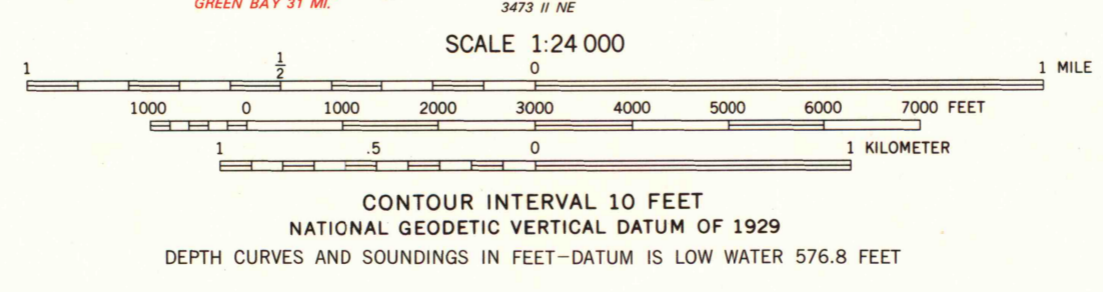 GREEN BAY 31 MI.
3473 II NE
SCALE 1:24 000
1 1/2 0 1 MILE
1000 0 1000 2000 3000 4000 5000 6000 7000 FEET
1 .5 0 1 KILOMETER
CONTOUR INTERVAL 10 FEET
NATIONAL GEODETIC VERTICAL DATUM OF 1929
DEPTH CURVES AND SOUNDINGS IN FEET—DATUM IS LOW WATER 576.8 FEET